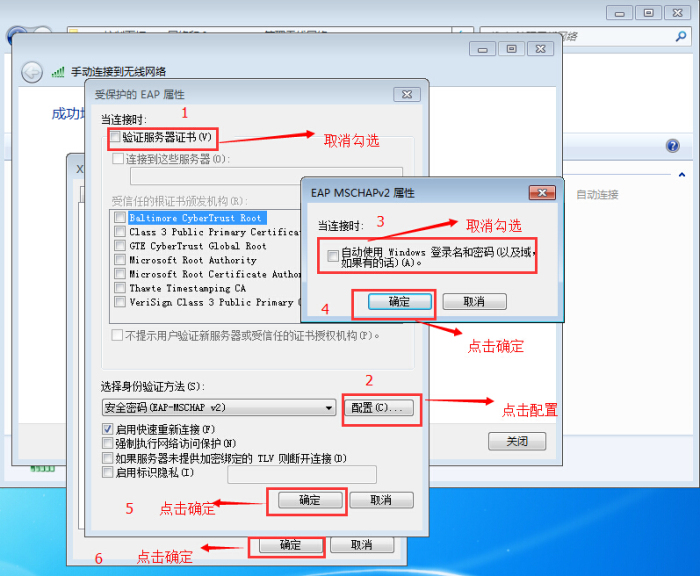 手动连接到无线网络
成功
受保护的 EAP 属性
当连接时:
1
验证服务器证书(V)
取消勾选
连接到这些服务器(O):
受信任的根证书颁发机构(R):
Baltimore CyberTrust Root
Class 3 Public Primary
GTE CyberTrust Global Root
Microsoft Root Authority
Microsoft Root Certificate
Thawte Timestamping CA
VeriSign Class 3 Public Primary
不提示用户验证新服务器或受信任的证书授权机构(P)。
选择身份验证方法(S):
2
安全密码(EAP-MSCHAP v2)
配置(C)...
点击配置
启用快速重新连接(F)
强制执行网络访问保护(N)
如果服务器未提供加密绑定的 TLV 则断开连接(D)
启用标识隐私(I)
确定
取消
5
点击确定
确定
取消
6
点击确定
EAP MSCHAPv2 属性
当连接时:
3
取消勾选
自动使用 Windows 登录名和密码(以及域,
如果有的话)(A)。
4
确定
取消
点击确定
自动连接
关闭
X